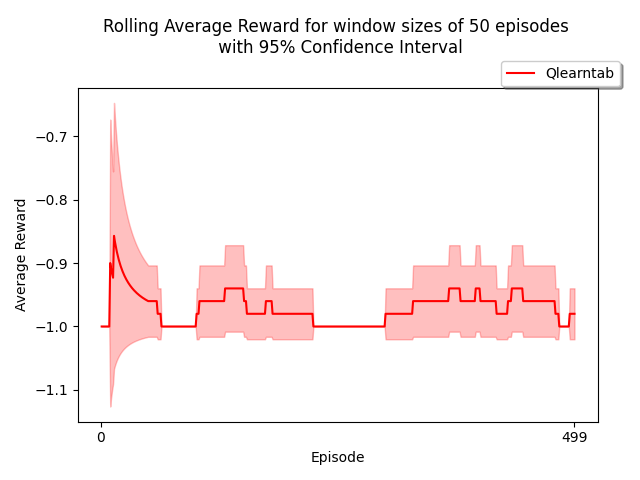 Rolling Average Reward for window sizes of 50 episodes
with 95% Confidence Interval
Qlearntab
−0.7
−0.8
−0.9
−1.0
−1.1
Average Reward
0
499
Episode